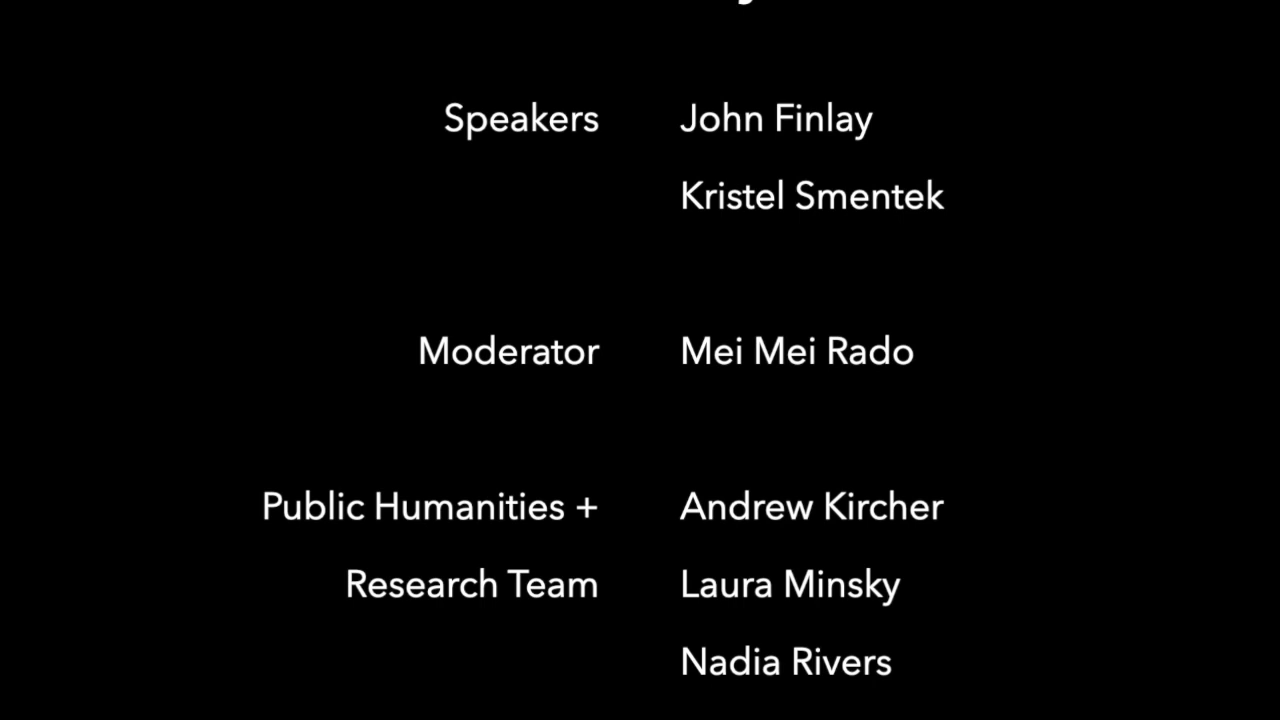 Speakers John Finlay
Kristel Smentek
Moderator Mei Mei Rado
Public Humanities + Andrew Kircher
Research Team Laura Minsky
Nadia Rivers